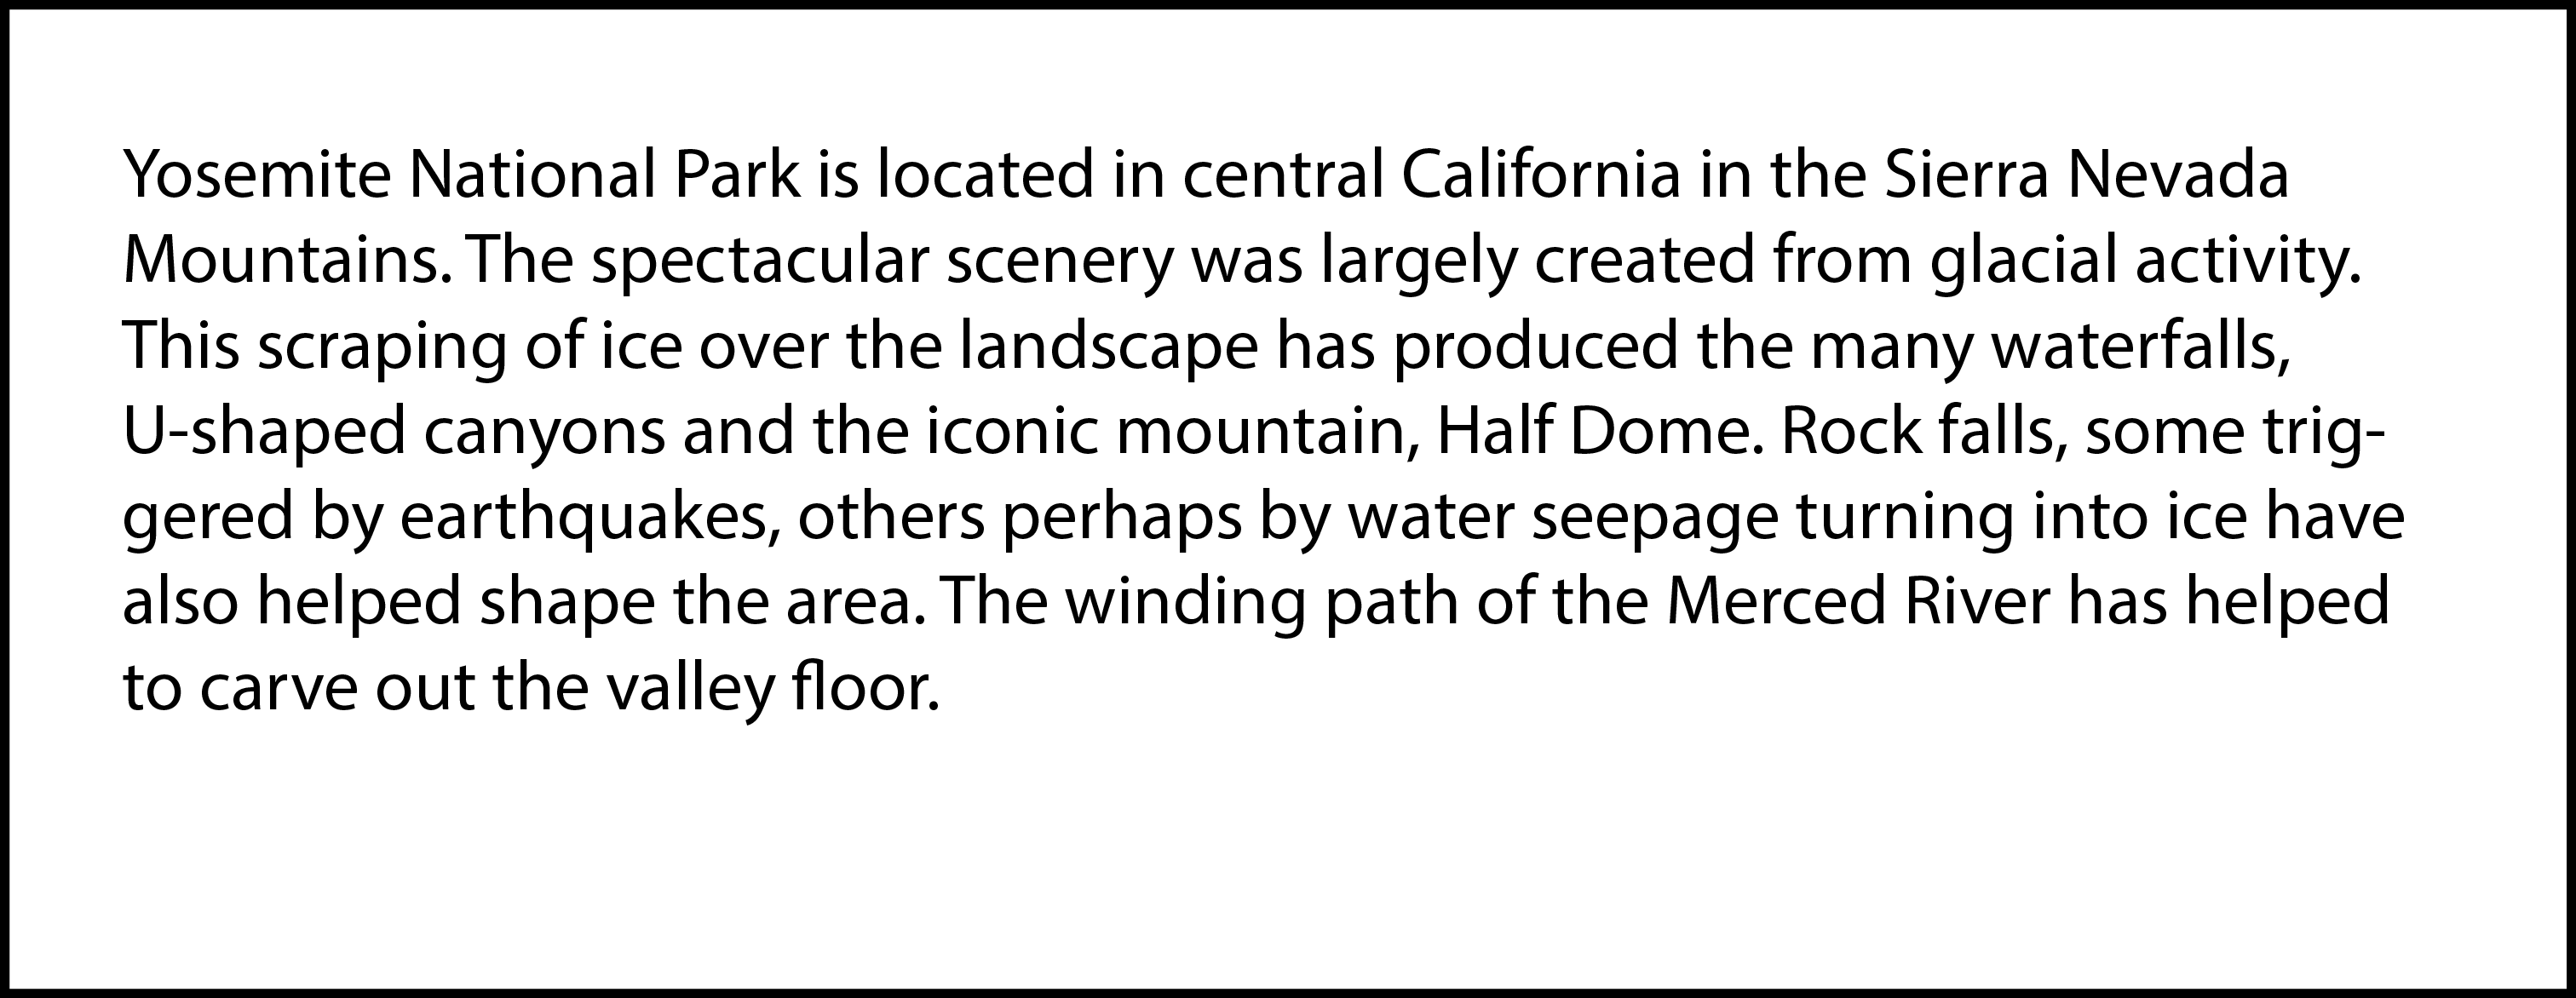 Yosemite National Park is located in central California in the Sierra Nevada
Mountains. The spectacular scenery was largely created from glacial activity.
This scraping of ice over the landscape has produced the many waterfalls,
U-shaped canyons and the iconic mountain, Half Dome. Rock falls, some trig-
gered by earthquakes, others perhaps by water seepage turning into ice have
also helped shape the area. The winding path of the Merced River has helped
to carve out the valley floor.